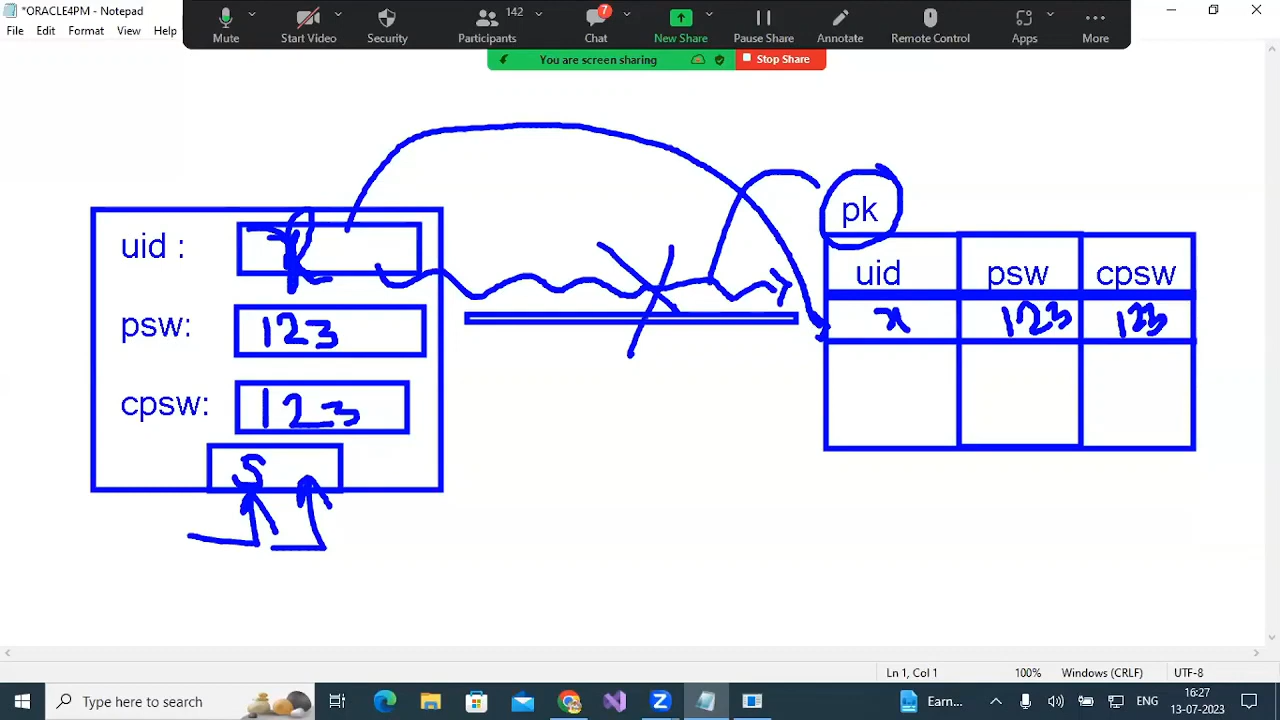 *ORACLE4PM - Notepad
File Edit Format View Help
142
7
Mute Start Video Security Participants Chat New Share Pause Share Annotate Remote Control Apps More
You are screen sharing Stop Share
pk
uid :
uid psw cpsw
psw: 123
x 123 123
cpsw: 123
S
Ln 1, Col 1 100% Windows (CRLF) UTF-8
Type here to search
Earn...
ENG
16:27
13-07-2023